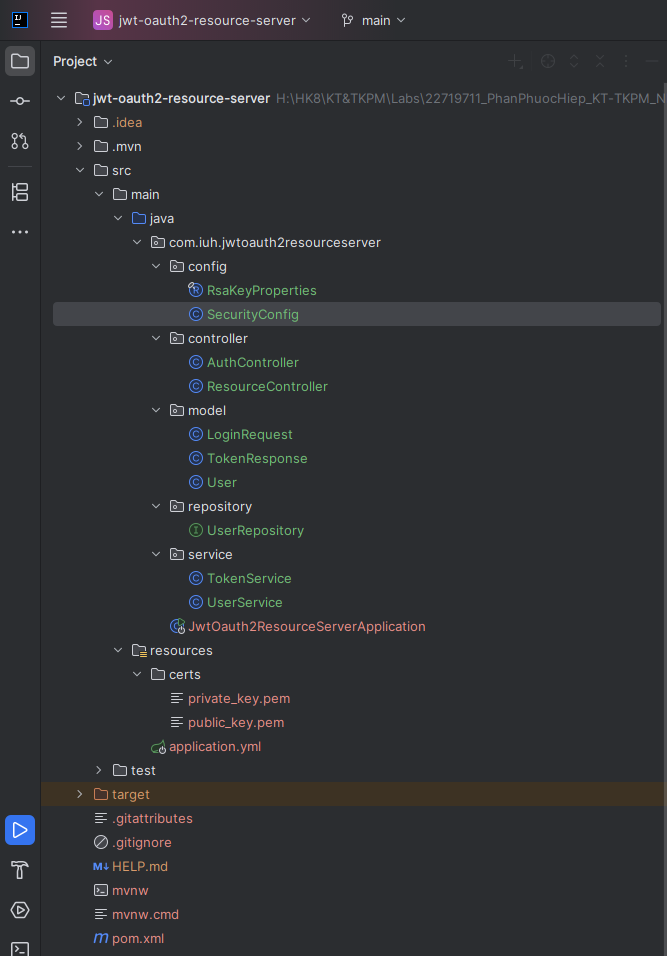 JS jwt-oauth2-resource-server main
Project
jwt-oauth2-resource-server H:\HK8\KT&TKPM\Labs\22719711_PhanPhuocHiep_KT-TKPM_N
.idea
.mvn
src
main
java
com.iuh.jwtoauth2resourceserver
config
RsaKeyProperties
SecurityConfig
controller
AuthController
ResourceController
model
LoginRequest
TokenResponse
User
repository
UserRepository
service
TokenService
UserService
JwtOauth2ResourceServerApplication
resources
certs
private_key.pem
public_key.pem
application.yml
test
target
.gitattributes
.gitignore
M↓ HELP.md
mvnw
mvnw.cmd
m pom.xml